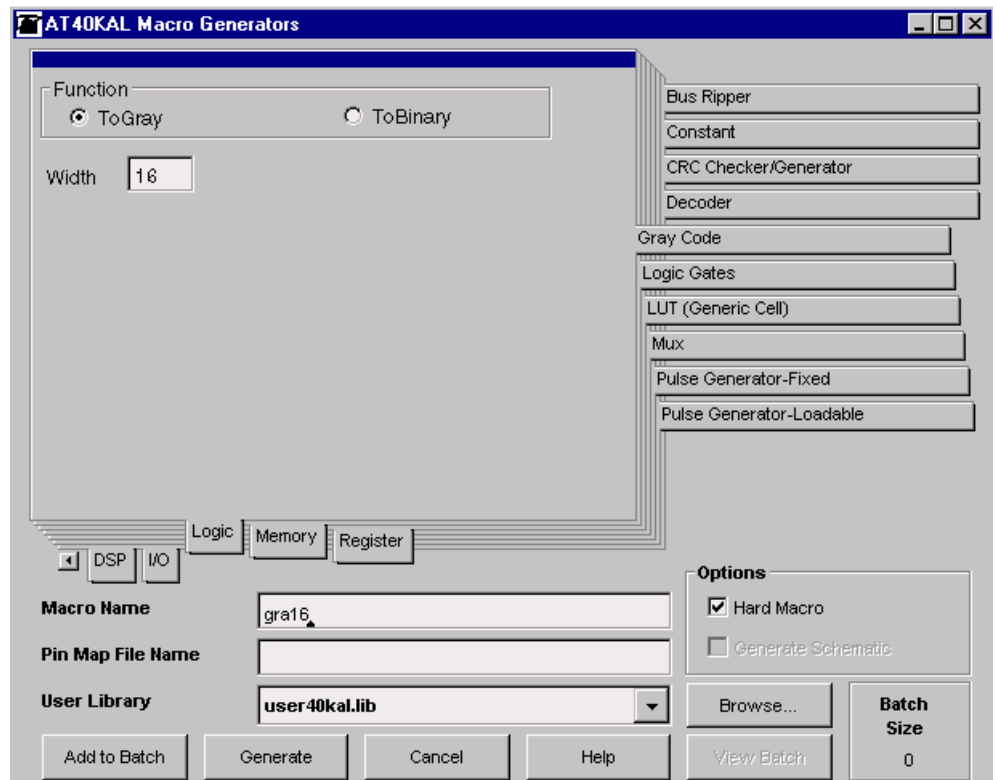 AT40KAL Macro Generators
Function
ToGray ToBinary
Width 16
Bus Ripper
Constant
CRC Checker/Generator
Decoder
Gray Code
Logic Gates
LUT (Generic Cell)
Mux
Pulse Generator-Fixed
Pulse Generator-Loadable
DSP I/O Logic Memory Register
Macro Name gra16
Pin Map File Name
User Library user40kal.lib
Options
Hard Macro
Generate Schematic
Browse...
Batch
Size
0
Add to Batch Generate Cancel Help View Batch